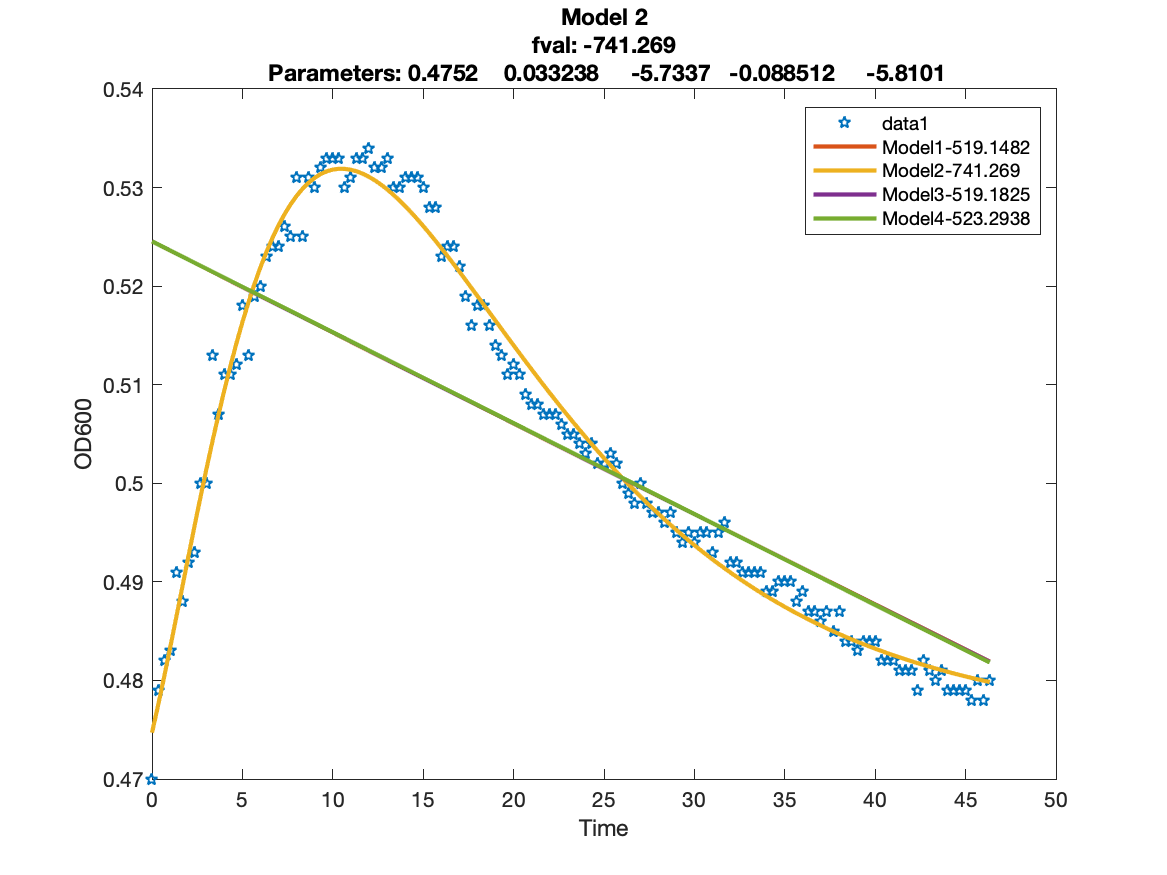 Model 2
fval: -741.269
Parameters: 0.4752 0.033238 -5.7337 -0.088512 -5.8101
0.54
0.53
0.52
0.51
0.5
0.49
0.48
0.47
OD600
data1
Model1-519.1482
Model2-741.269
Model3-519.1825
Model4-523.2938
0 5 10 15 20 25 30 35 40 45 50
Time